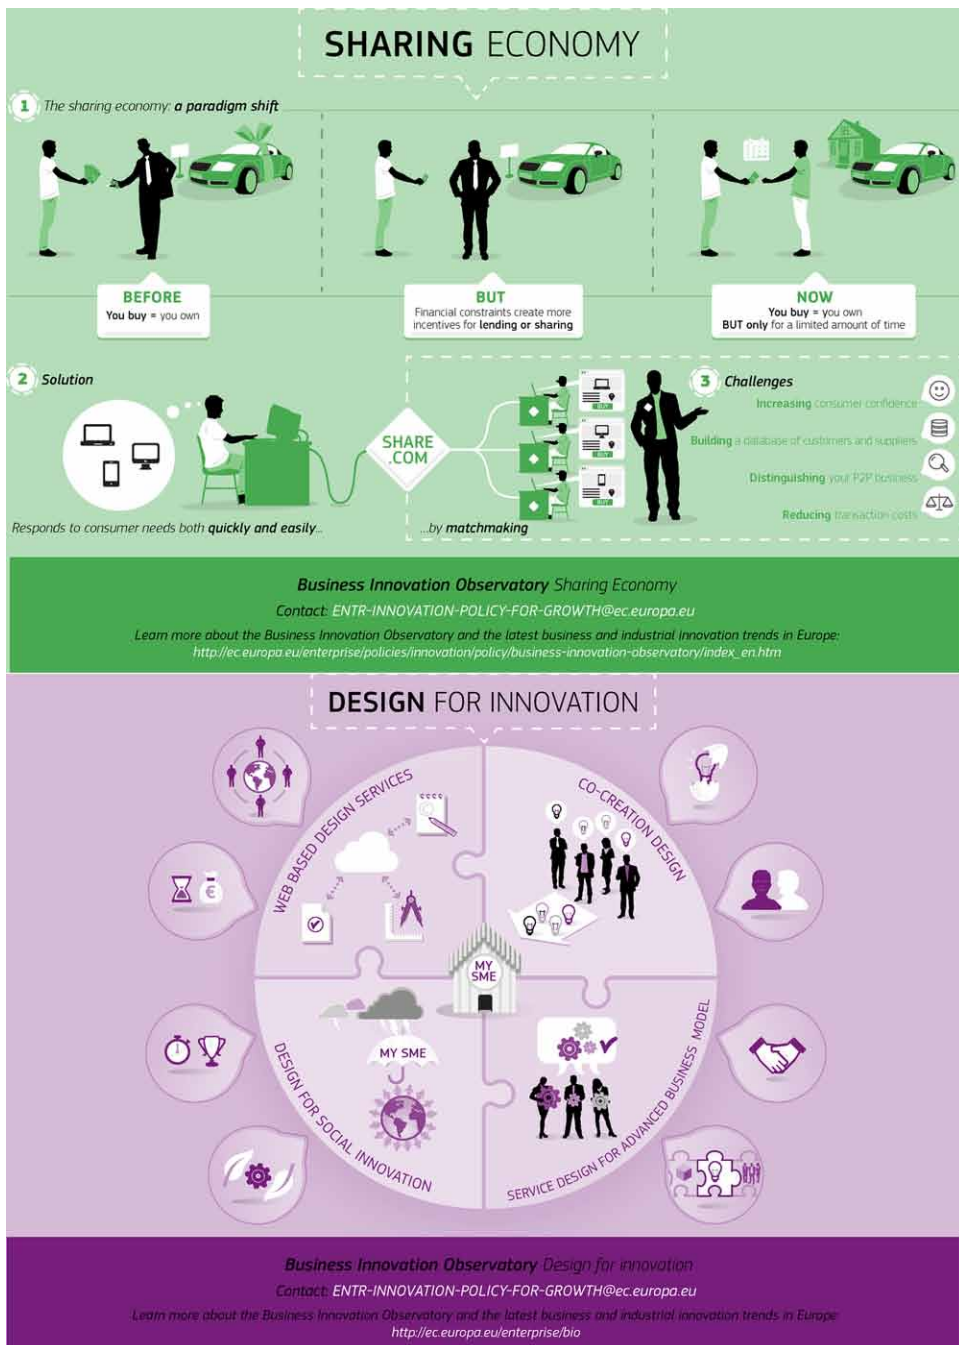 SHARING ECONOMY
1 The sharing economy: a paradigm shift
BEFORE
You buy = you own
BUT
Financial constraints create more
incentives for lending or sharing
NOW
You buy = you own
BUT only for a limited amount of time
2 Solution
SHARE
.COM
BUY
BUY
BUY
Responds to consumer needs both quickly and easily...
...by matchmaking
3 Challenges
Increasing consumer confidence
Building a database of customers and suppliers
Distinguishing your P2P business
Reducing transaction costs
Business Innovation Observatory Sharing Economy
Contact: ENTR-INNOVATION-POLICY-FOR-GROWTH@ec.europa.eu
Learn more about the Business Innovation Observatory and the latest business and industrial innovation trends in Europe:
http://ec.europa.eu/enterprise/policies/innovation/policy/business-innovation-observatory/index_en.htm
DESIGN FOR INNOVATION
WEB BASED DESIGN SERVICES
CO-CREATION DESIGN
€
MY
SME
MY SME
DESIGN FOR SOCIAL INNOVATION
SERVICE DESIGN FOR ADVANCED BUSINESS MODEL
Business Innovation Observatory Design for innovation
Contact: ENTR-INNOVATION-POLICY-FOR-GROWTH@ec.europa.eu
Learn more about the Business Innovation Observatory and the latest business and industrial innovation trends in Europe
http://ec.europa.eu/enterprise/bio